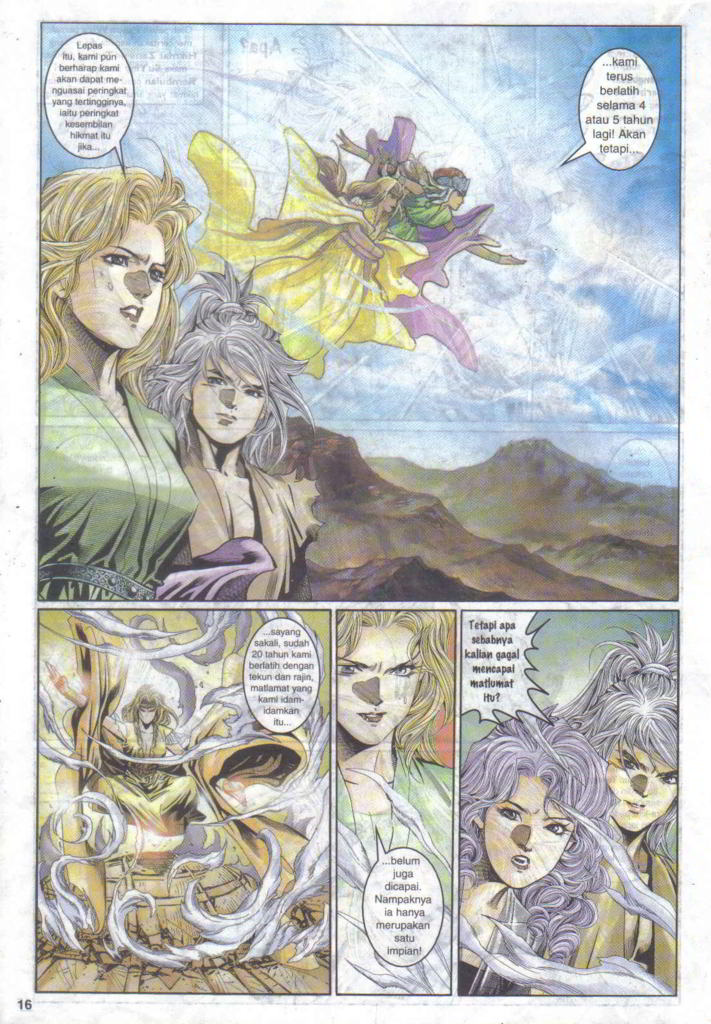 Lepas
itu, kami pun
berharap kami
akan dapat me-
nguasai peringkat
yang tertingginya,
iaitu peringkat
kesembilan
hikmat itu
jika...
...kami
terus
berlatih
selama 4
atau 5 tahun
lagi! Akan
tetapi...
...sayang
sakali, sudah
20 tahun kami
berlatih dengan
tekun dan rajin,
matlamat yang
kami idam-
idamkan
itu...
...belum
juga
dicapai.
Nampaknya
ia hanya
merupakan
satu
impian!
Tetapi apa
sebabnya
kalian gagal
mencapai
matlumat
itu?
16